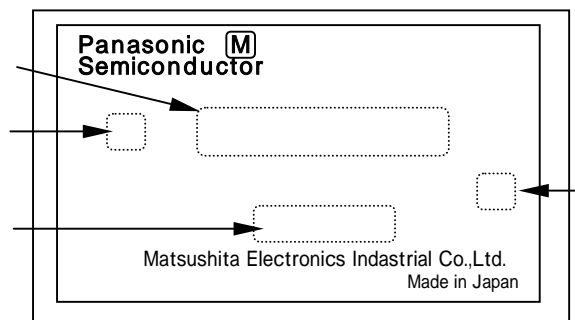 Panasonic M
Semiconductor
Matsushita Electronics Indastrial Co.,Ltd.
Made in Japan